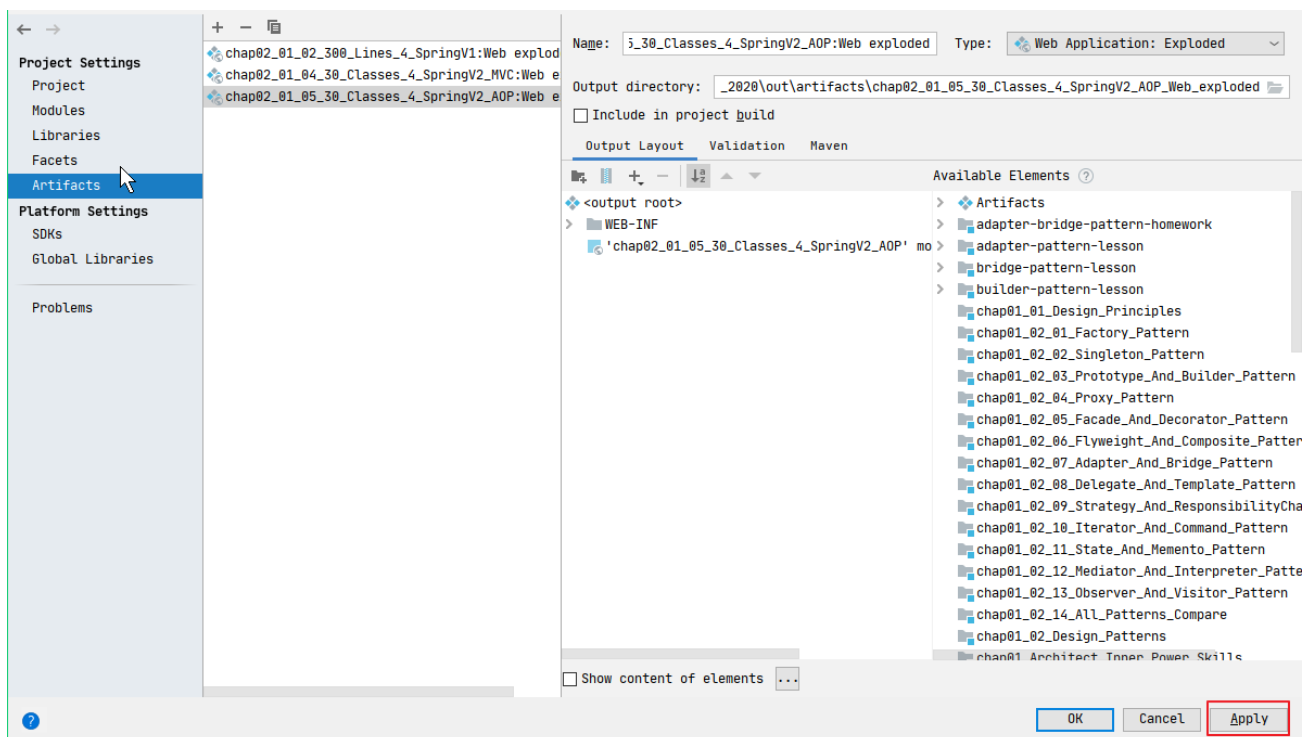 Project Settings
Project
Modules
Libraries
Facets
Artifacts
Platform Settings
SDKs
Global Libraries
Problems
chap02_01_02_300_Lines_4_SpringV1:Web explod
chap02_01_04_30_Classes_4_SpringV2_MVC:Web e
chap02_01_05_30_Classes_4_SpringV2_AOP:Web e
Name: 5_30_Classes_4_SpringV2_AOP:Web exploded Type: Web Application: Exploded
Output directory: _2020\out\artifacts\chap02_01_05_30_Classes_4_SpringV2_AOP_Web_exploded
Include in project build
Output Layout Validation Maven
Available Elements ?
<output root>
WEB-INF
'chap02_01_05_30_Classes_4_SpringV2_AOP' mo
Artifacts
adapter-bridge-pattern-homework
adapter-pattern-lesson
bridge-pattern-lesson
builder-pattern-lesson
chap01_01_Design_Principles
chap01_02_01_Factory_Pattern
chap01_02_02_Singleton_Pattern
chap01_02_03_Prototype_And_Builder_Pattern
chap01_02_04_Proxy_Pattern
chap01_02_05_Facade_And_Decorator_Pattern
chap01_02_06_Flyweight_And_Composite_Patter
chap01_02_07_Adapter_And_Bridge_Pattern
chap01_02_08_Delegate_And_Template_Pattern
chap01_02_09_Strategy_And_ResponsibilityCha
chap01_02_10_Iterator_And_Command_Pattern
chap01_02_11_State_And_Memento_Pattern
chap01_02_12_Mediator_And_Interpreter_Patte
chap01_02_13_Observer_And_Visitor_Pattern
chap01_02_14_All_Patterns_Compare
chap01_02_Design_Patterns
chap01_Architect_Inner_Power_Skills
Show content of elements ...
? OK Cancel Apply